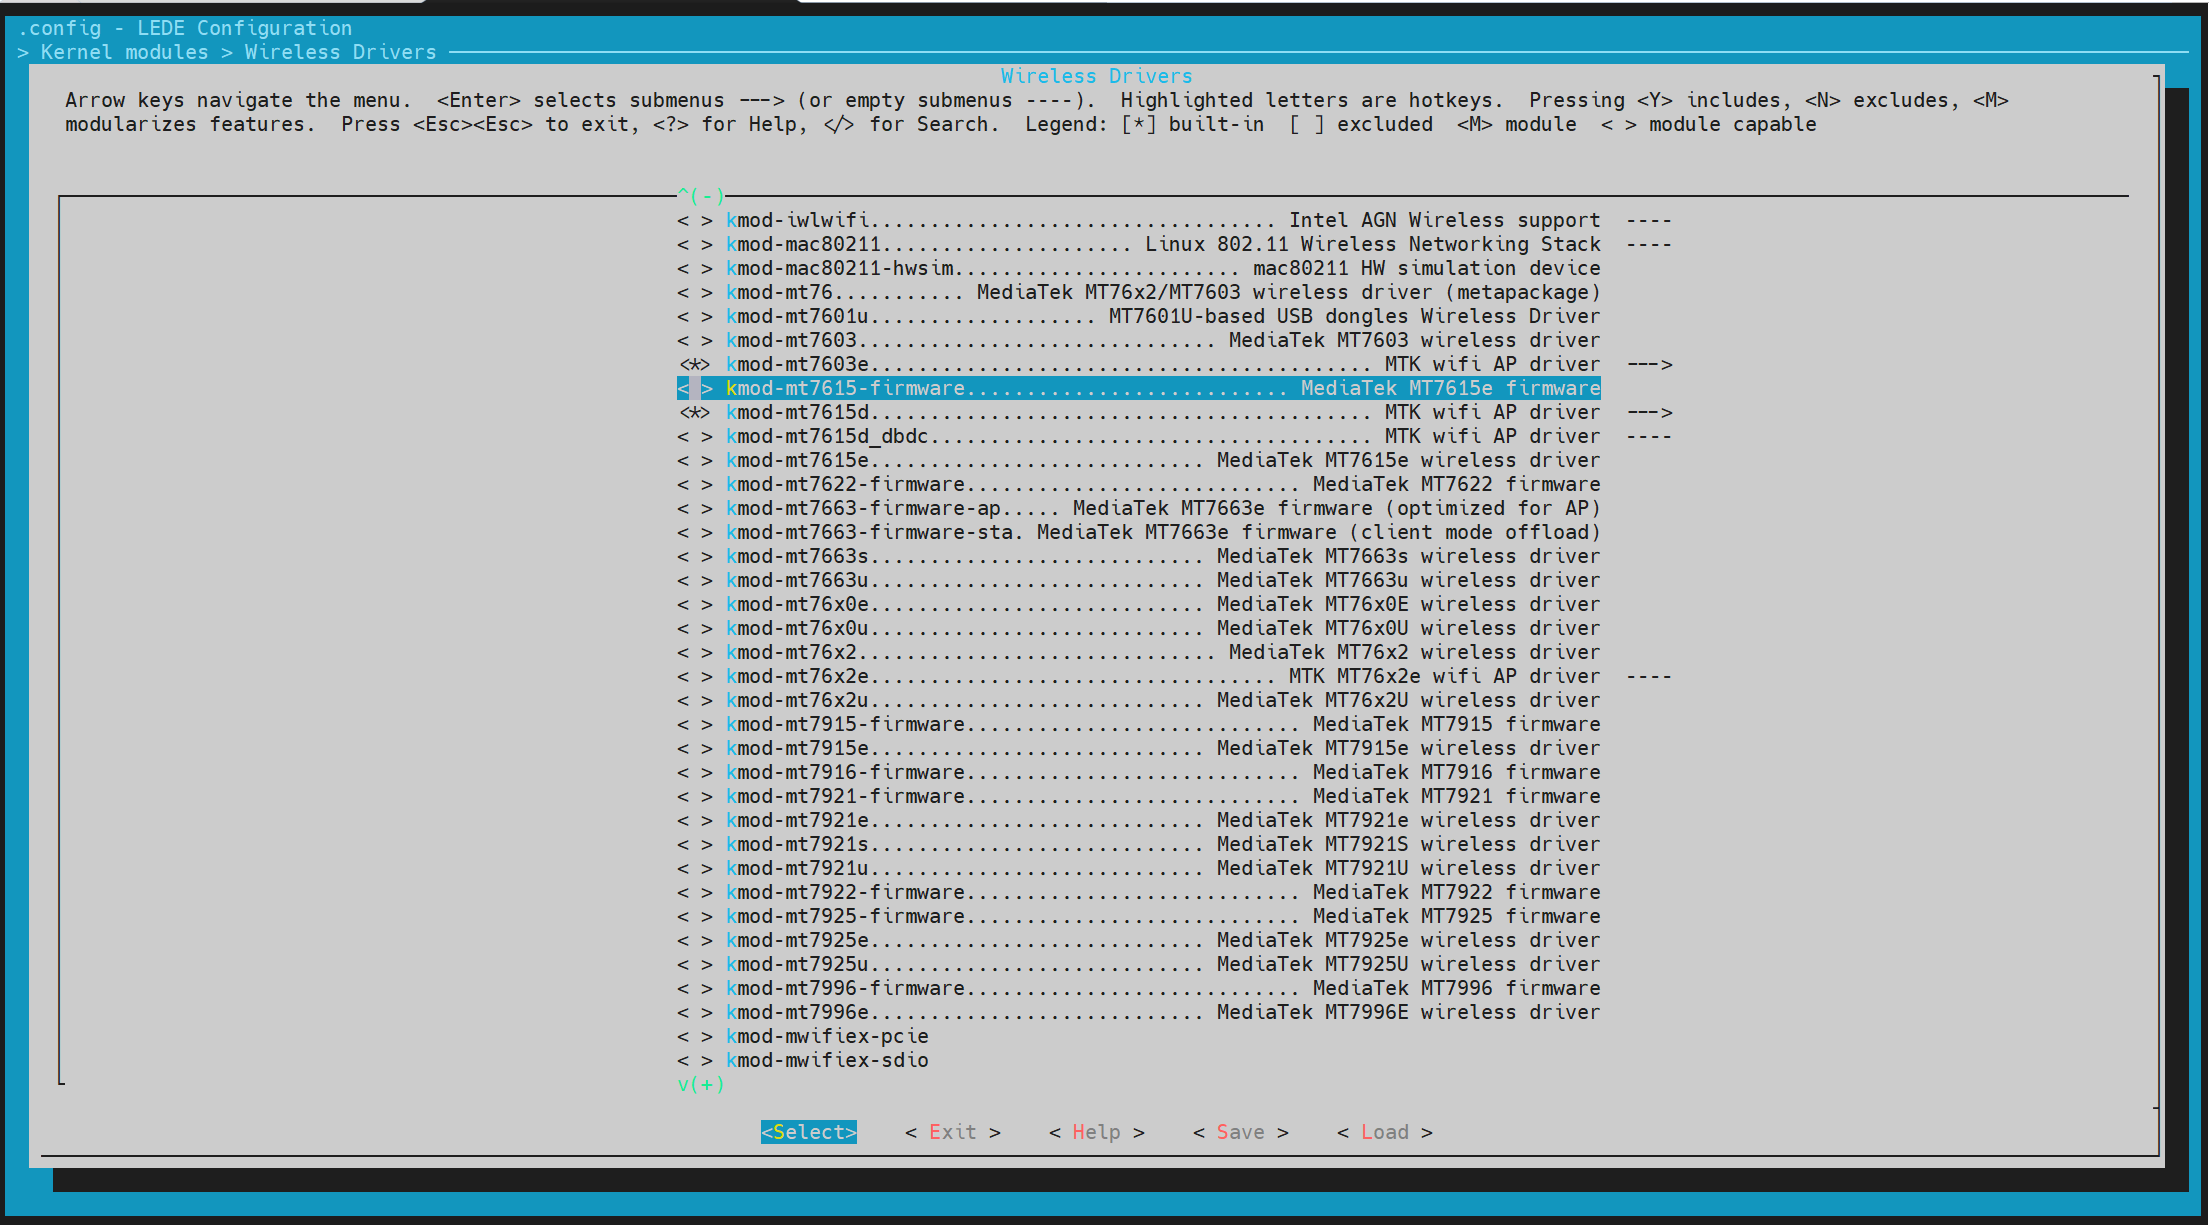 .config - LEDE Configuration
> Kernel modules > Wireless Drivers
Wireless Drivers
Arrow keys navigate the menu.  <Enter> selects submenus ---> (or empty submenus ----).  Highlighted letters are hotkeys.  Pressing <Y> includes, <N> excludes, <M>
modularizes features.  Press <Esc><Esc> to exit, <?> for Help, </> for Search.  Legend: [*] built-in  [ ] excluded  <M> module  < > module capable
^(-)
< > kmod-iwlwifi.................................. Intel AGN Wireless support  ----
< > kmod-mac80211..................... Linux 802.11 Wireless Networking Stack  ----
< > kmod-mac80211-hwsim........................ mac80211 HW simulation device
< > kmod-mt76........... MediaTek MT76x2/MT7603 wireless driver (metapackage)
< > kmod-mt7601u................... MT7601U-based USB dongles Wireless Driver
< > kmod-mt7603.............................. MediaTek MT7603 wireless driver
<*> kmod-mt7603e.......................................... MTK wifi AP driver  --->
< > kmod-mt7615-firmware........................... MediaTek MT7615e firmware
<*> kmod-mt7615d.......................................... MTK wifi AP driver  --->
< > kmod-mt7615d_dbdc..................................... MTK wifi AP driver  ----
< > kmod-mt7615e............................ MediaTek MT7615e wireless driver
< > kmod-mt7622-firmware............................ MediaTek MT7622 firmware
< > kmod-mt7663-firmware-ap..... MediaTek MT7663e firmware (optimized for AP)
< > kmod-mt7663-firmware-sta. MediaTek MT7663e firmware (client mode offload)
< > kmod-mt7663s............................ MediaTek MT7663s wireless driver
< > kmod-mt7663u............................ MediaTek MT7663u wireless driver
< > kmod-mt76x0e............................ MediaTek MT76x0E wireless driver
< > kmod-mt76x0u............................ MediaTek MT76x0U wireless driver
< > kmod-mt76x2.............................. MediaTek MT76x2 wireless driver
< > kmod-mt76x2e.................................. MTK MT76x2e wifi AP driver  ----
< > kmod-mt76x2u............................ MediaTek MT76x2U wireless driver
< > kmod-mt7915-firmware............................ MediaTek MT7915 firmware
< > kmod-mt7915e............................ MediaTek MT7915e wireless driver
< > kmod-mt7916-firmware............................ MediaTek MT7916 firmware
< > kmod-mt7921-firmware............................ MediaTek MT7921 firmware
< > kmod-mt7921e............................ MediaTek MT7921e wireless driver
< > kmod-mt7921s............................ MediaTek MT7921S wireless driver
< > kmod-mt7921u............................ MediaTek MT7921U wireless driver
< > kmod-mt7922-firmware............................ MediaTek MT7922 firmware
< > kmod-mt7925-firmware............................ MediaTek MT7925 firmware
< > kmod-mt7925e............................ MediaTek MT7925e wireless driver
< > kmod-mt7925u............................ MediaTek MT7925U wireless driver
< > kmod-mt7996-firmware............................ MediaTek MT7996 firmware
< > kmod-mt7996e............................ MediaTek MT7996E wireless driver
< > kmod-mwifiex-pcie
< > kmod-mwifiex-sdio
v(+)
<Select>    < Exit >    < Help >    < Save >    < Load >